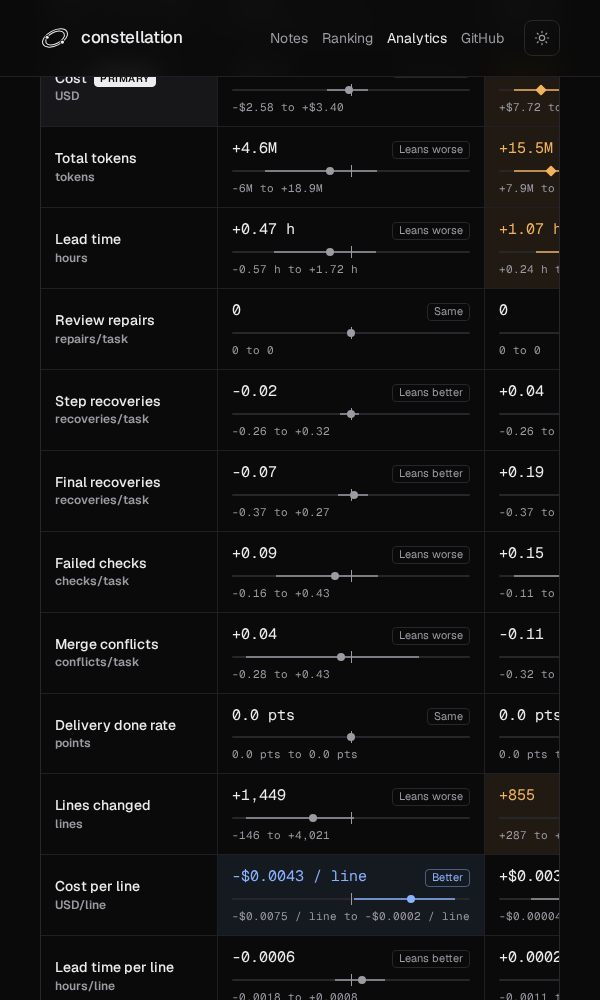 constellation
Notes Ranking Analytics GitHub
Cost PRIMARY
USD
-$2.58 to +$3.40
+$7.72 to
Total tokens
tokens
+4.6M Leans worse
-6M to +18.9M
+15.5M
+7.9M to
Lead time
hours
+0.47 h Leans worse
-0.57 h to +1.72 h
+1.07 h
+0.24 h t
Review repairs
repairs/task
0 Same
0 to 0
0
0 to 0
Step recoveries
recoveries/task
-0.02 Leans better
-0.26 to +0.32
+0.04
-0.26 to
Final recoveries
recoveries/task
-0.07 Leans better
-0.37 to +0.27
+0.19
-0.37 to
Failed checks
checks/task
+0.09 Leans worse
-0.16 to +0.43
+0.15
-0.11 to
Merge conflicts
conflicts/task
+0.04 Leans worse
-0.28 to +0.43
-0.11
-0.32 to
Delivery done rate
points
0.0 pts Same
0.0 pts to 0.0 pts
0.0 pts
0.0 pts t
Lines changed
lines
+1,449 Leans worse
-146 to +4,021
+855
+287 to +
Cost per line
USD/line
-$0.0043 / line Better
-$0.0075 / line to -$0.0002 / line
+$0.003
-$0.00004
Lead time per line
hours/line
-0.0006 Leans better
-0.0018 to +0.0008
+0.0002
-0.0011 t